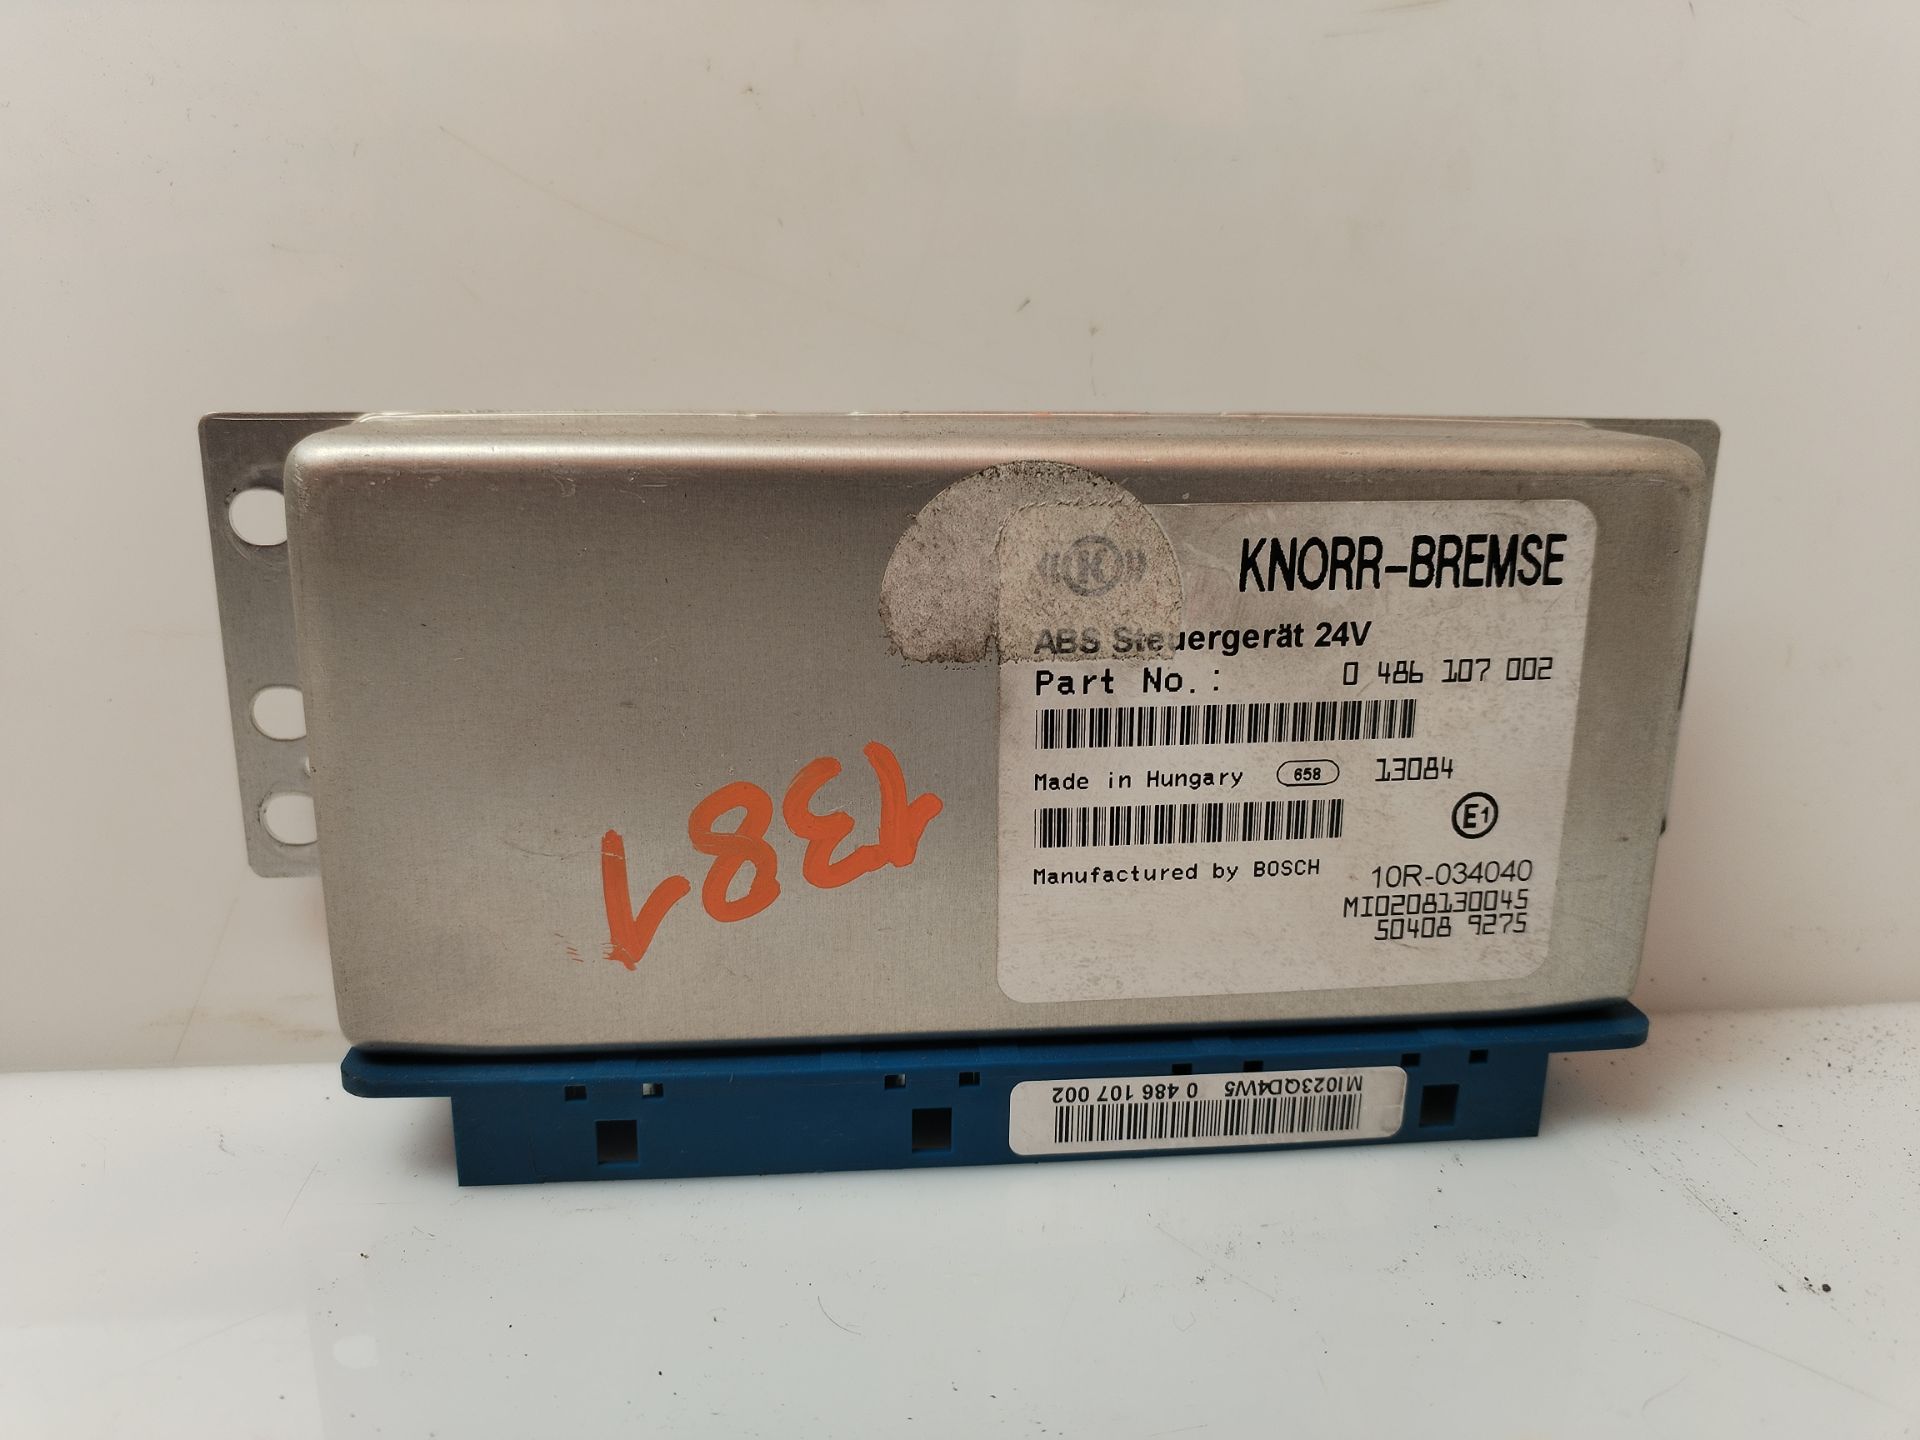 K
KNORR-BREMSE
ABS Steuergerät 24V
Part No.: 0 486 107 002
Made in Hungary 658 13084
E1
Manufactured by BOSCH 10R-034040
MI0208130045
50408 9275
1381
MI023QD4W5 0 486 107 002